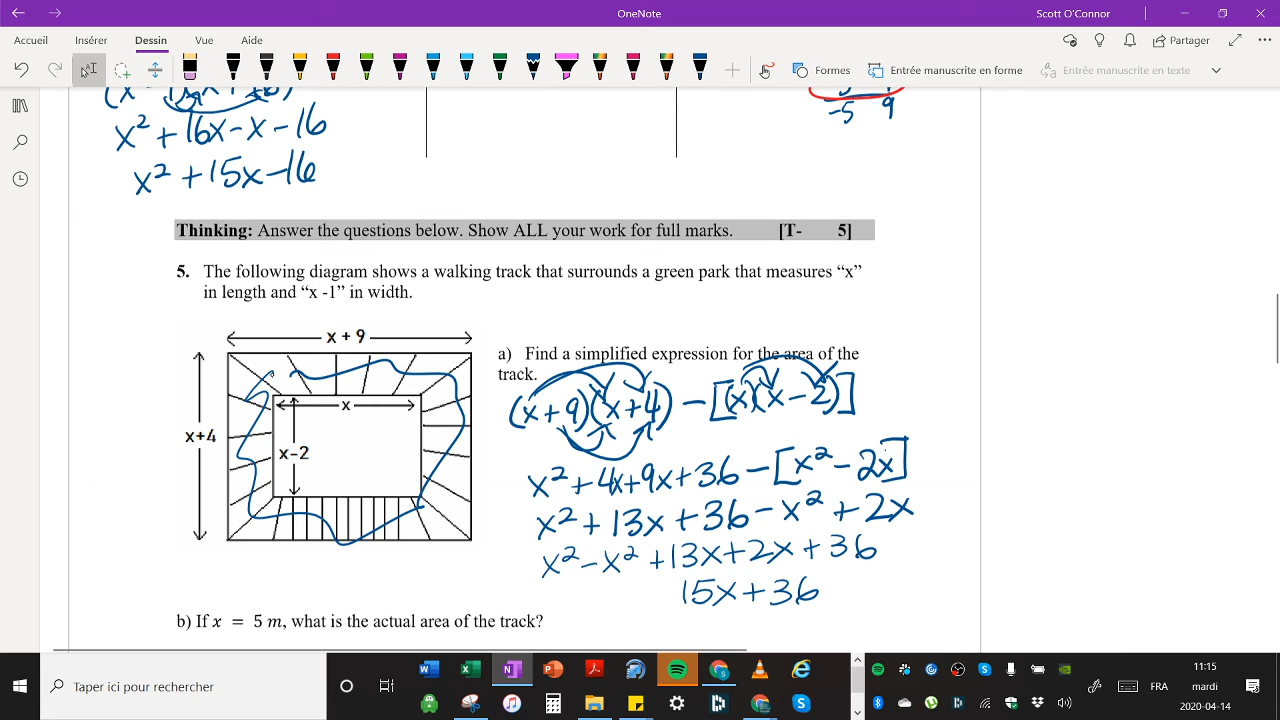 OneNote
Scott O'Connor
Accueil Insérer Dessin Vue Aide
Partager
Formes
Entrée manuscrite en forme
Entrée manuscrite en texte
-5 9
x² + 16x - x - 16
x² + 15x - 16
Thinking: Answer the questions below. Show ALL your work for full marks. [T- 5]
5. The following diagram shows a walking track that surrounds a green park that measures “x”
in length and “x -1” in width.
x + 9
x+4
x
x-2
a) Find a simplified expression for the area of the
track.
(x + 9)(x + 4) - [(x)(x - 2)]
x² + 4x + 9x + 36 - [x² - 2x]
x² + 13x + 36 - x² + 2x
x² - x² + 13x + 2x + 36
15x + 36
b) If x = 5 m, what is the actual area of the track?
Taper ici pour rechercher
FRA
11:15
mardi
2020-04-14